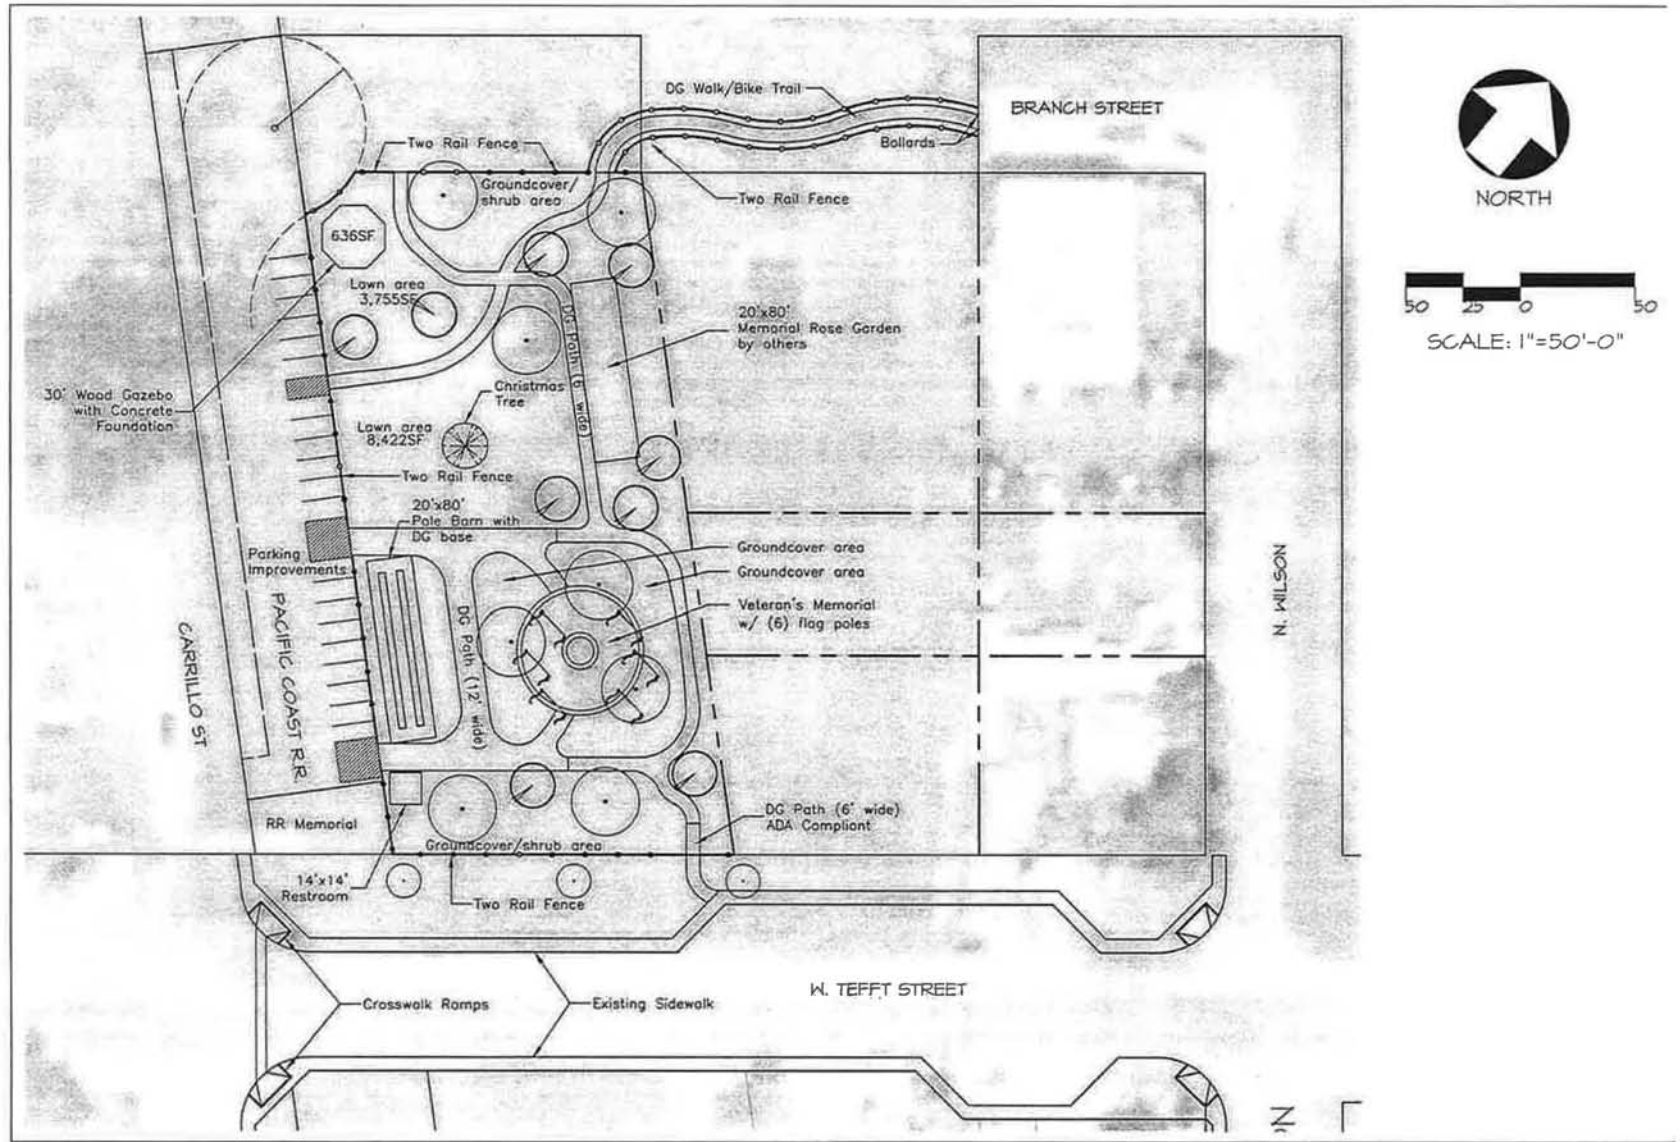 DG Walk/Bike Trail
BRANCH STREET
Bollards
Two Rail Fence
Groundcover/
shrub area
Two Rail Fence
NORTH
636SF
Lawn area
3,755SF
50 25 0 50
SCALE: 1"=50'-0"
20'x80'
Memorial Rose Garden
by others
DG Path (6' wide)
30' Wood Gazebo
with Concrete
Foundation
Christmas
Tree
Lawn area
8,422SF
Two Rail Fence
20'x80'
Pole Barn with
DG base
Parking
Improvements
Groundcover area
Groundcover area
Veteran's Memorial
w/ (6) flag poles
N. WILSON
CARRILLO ST
PACIFIC COAST R.R.
DG Path (12' wide)
DG Path (6' wide)
ADA Compliant
RR Memorial
Groundcover/shrub area
14'x14'
Restroom
Two Rail Fence
W. TEFFT STREET
Crosswalk Ramps
Existing Sidewalk
N